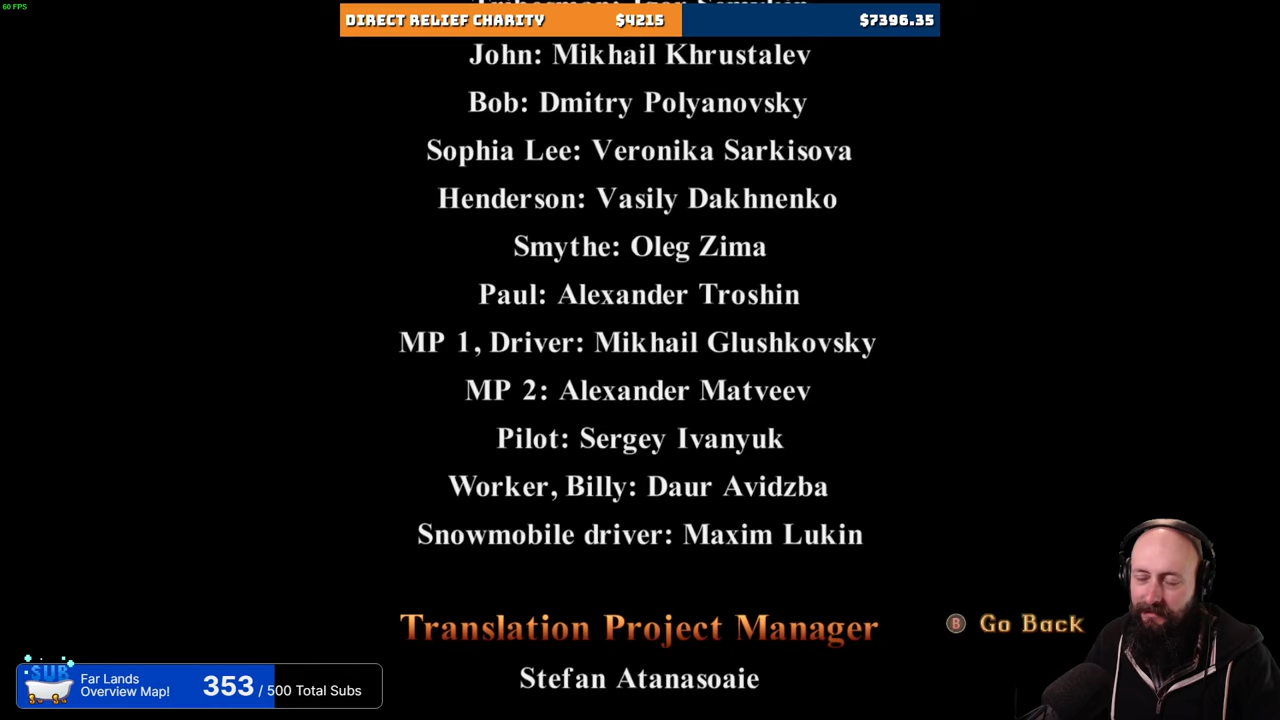 60 FPS
DIRECT RELIEF CHARITY $4215 $7396.35
John: Mikhail Khrustalev
Bob: Dmitry Polyanovsky
Sophia Lee: Veronika Sarkisova
Henderson: Vasily Dakhnenko
Smythe: Oleg Zima
Paul: Alexander Troshin
MP 1, Driver: Mikhail Glushkovsky
MP 2: Alexander Matveev
Pilot: Sergey Ivanyuk
Worker, Billy: Daur Avidzba
Snowmobile driver: Maxim Lukin
Translation Project Manager
B Go Back
Stefan Atanasoaie
SUB
Far Lands
Overview Map!
353 / 500 Total Subs